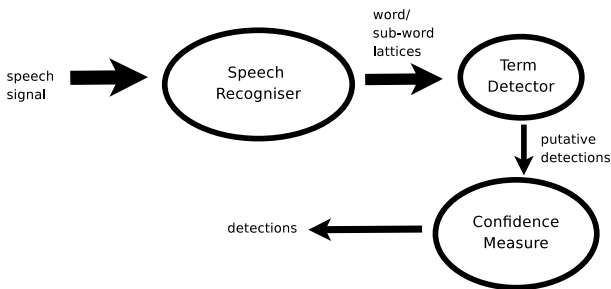 speech
signal
Speech
Recogniser
word/
sub-word
lattices
Term
Detector
putative
detections
Confidence
Measure
detections